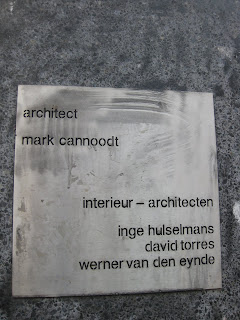 architect
mark cannoodt
interieur – architecten
inge hulselmans
david torres
werner van den eynde